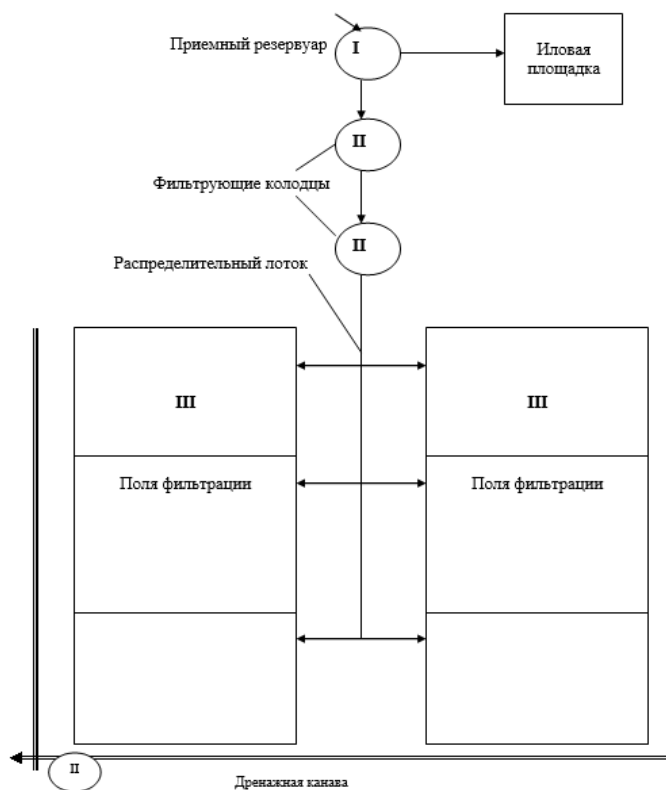 Приемный резервуар
I
Иловая
площадка
II
Фильтрующие колодцы
II
Распределительный лоток
III
III
Поля фильтрации
Поля фильтрации
II
Дренажная канава